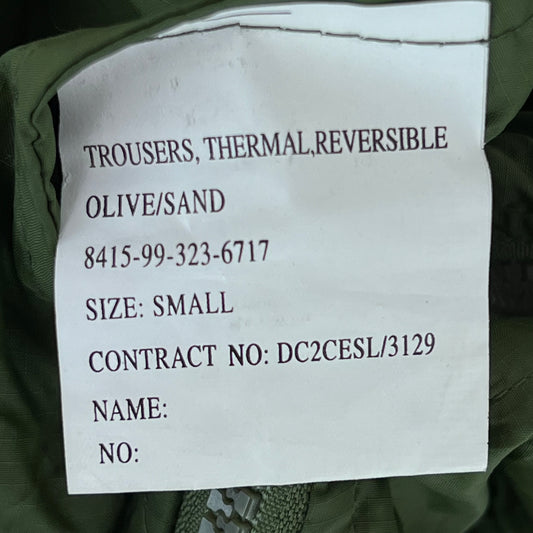 TROUSERS, THERMAL,REVERSIBLE
OLIVE/SAND
8415-99-323-6717
SIZE: SMALL
CONTRACT NO: DC2CESL/3129
NAME:
NO: